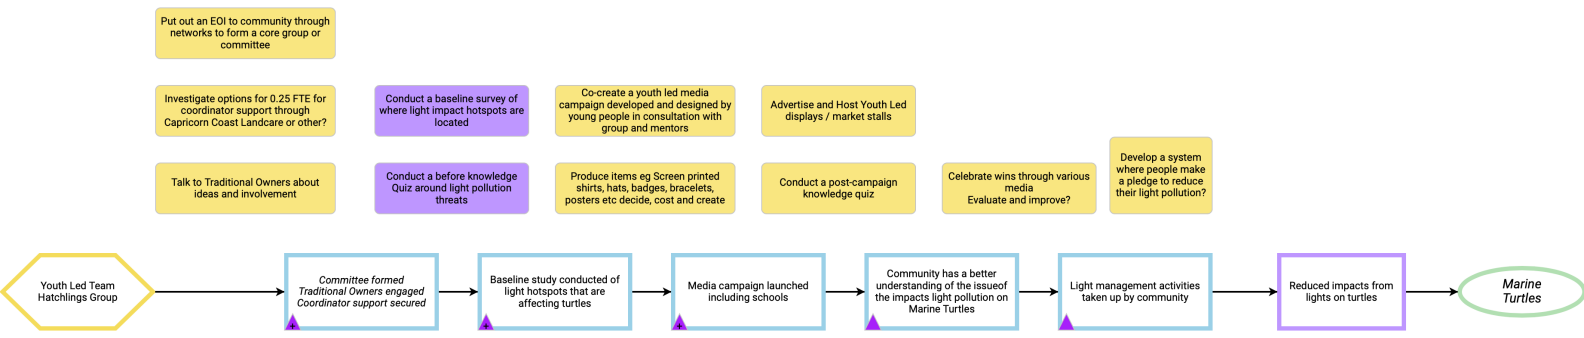 Put out an EOI to community through
networks to form a core group or
committee
Investigate options for 0.25 FTE for
coordinator support through
Capricorn Coast Landcare or other?
Conduct a baseline survey of
where light impact hotspots are
located
Co-create a youth led media
campaign developed and designed by
young people in consultation with
group and mentors
Advertise and Host Youth Led
displays / market stalls
Talk to Traditional Owners about
ideas and involvement
Conduct a before knowledge
Quiz around light pollution
threats
Produce items eg Screen printed
shirts, hats, badges, bracelets,
posters etc decide, cost and create
Conduct a post-campaign
knowledge quiz
Celebrate wins through various
media
Evaluate and improve?
Develop a system
where people make
a pledge to reduce
their light pollution?
Youth Led Team
Hatchlings Group
Committee formed
Traditional Owners engaged
Coordinator support secured
Baseline study conducted of
light hotspots that are
affecting turtles
Media campaign launched
including schools
Community has a better
understanding of the issueof
the impacts light pollution on
Marine Turtles
Light management activities
taken up by community
Reduced impacts from
lights on turtles
Marine
Turtles